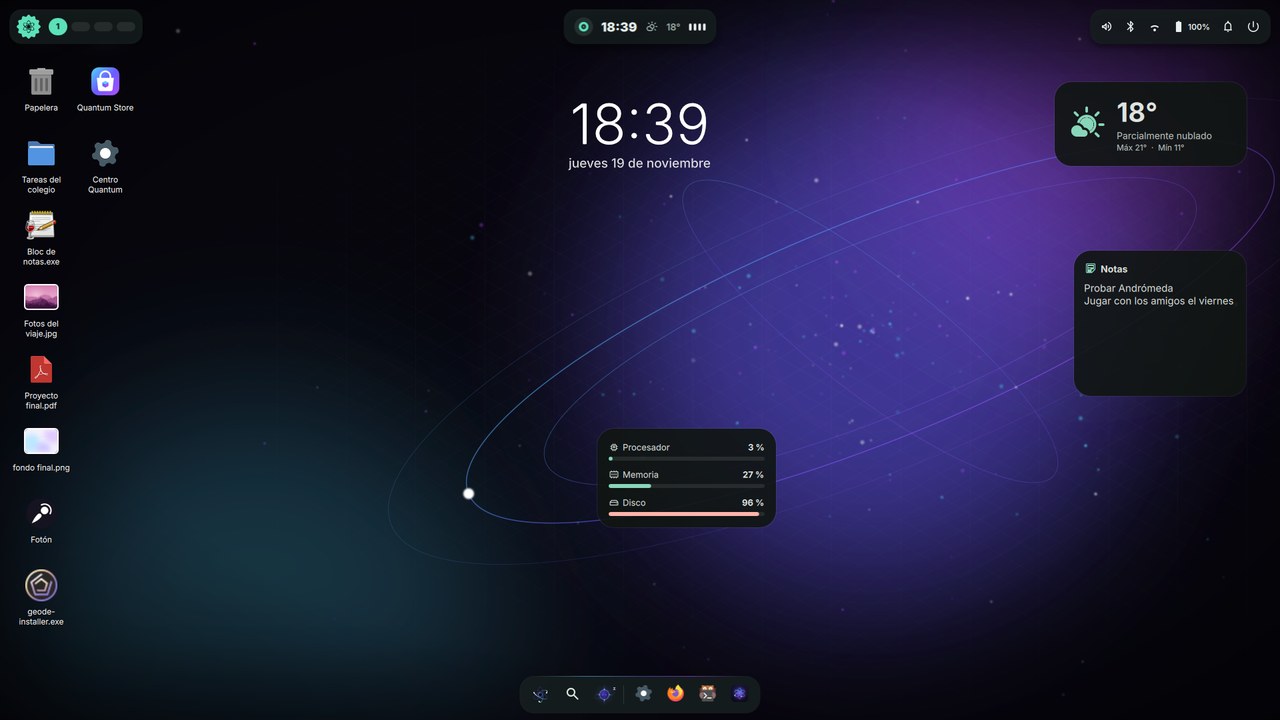 1
18:39
18°
100%
Papelera
Quantum Store
Tareas del
colegio
Centro
Quantum
Bloc de
notas.exe
Fotos del
viaje.jpg
Proyecto
final.pdf
fondo final.png
Fotón
geode-
installer.exe
18:39
jueves 19 de noviembre
18°
Parcialmente nublado
Máx 21° · Mín 11°
Notas
Probar Andrómeda
Jugar con los amigos el viernes
Procesador 3 %
Memoria 27 %
Disco 96 %